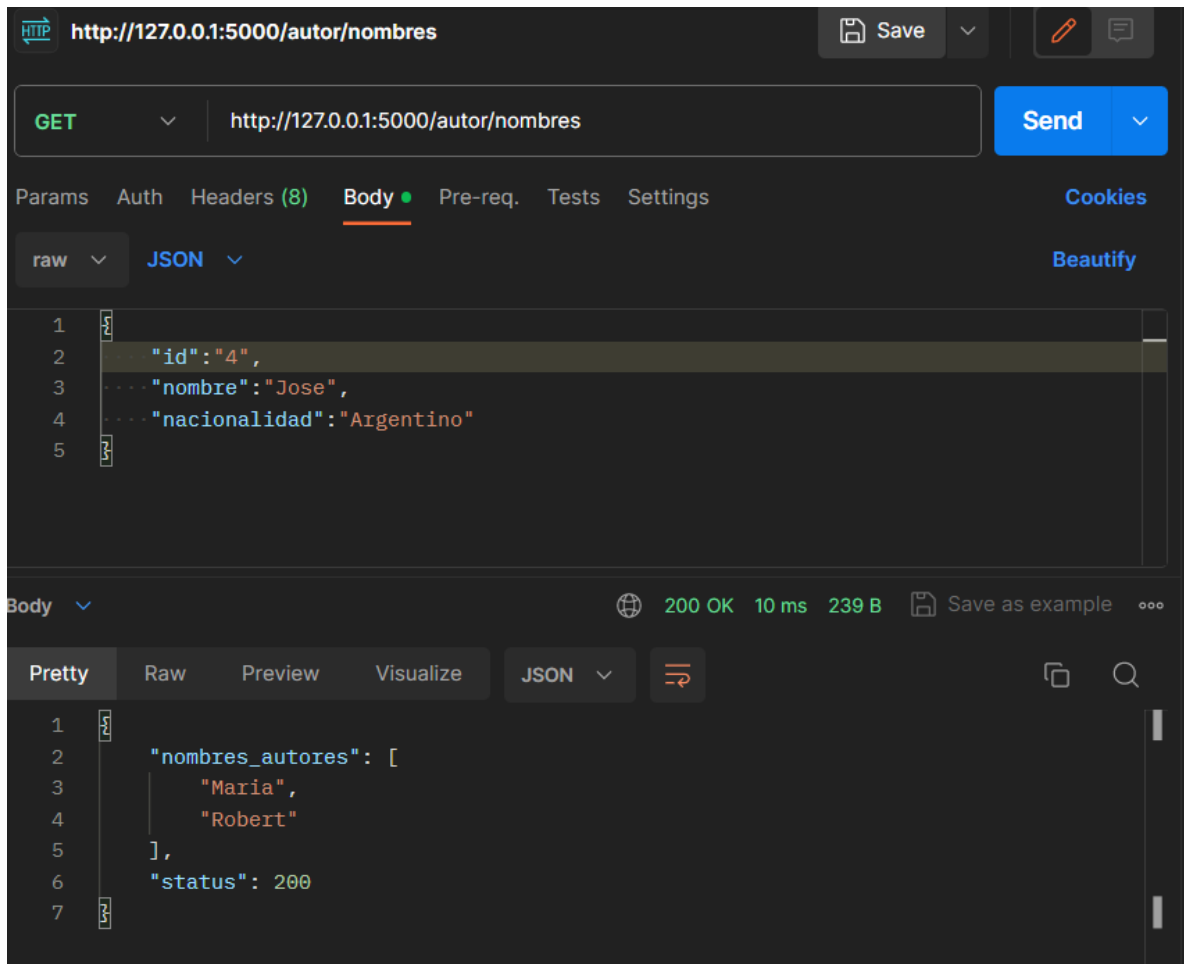 HTTP http://127.0.0.1:5000/autor/nombres Save
GET http://127.0.0.1:5000/autor/nombres Send
Params Auth Headers (8) Body Pre-req. Tests Settings Cookies
raw JSON Beautify
1 {
2 "id":"4",
3 "nombre":"Jose",
4 "nacionalidad":"Argentino"
5 }
Body 200 OK 10 ms 239 B Save as example
Pretty Raw Preview Visualize JSON
1 {
2 "nombres_autores": [
3 "Maria",
4 "Robert"
5 ],
6 "status": 200
7 }